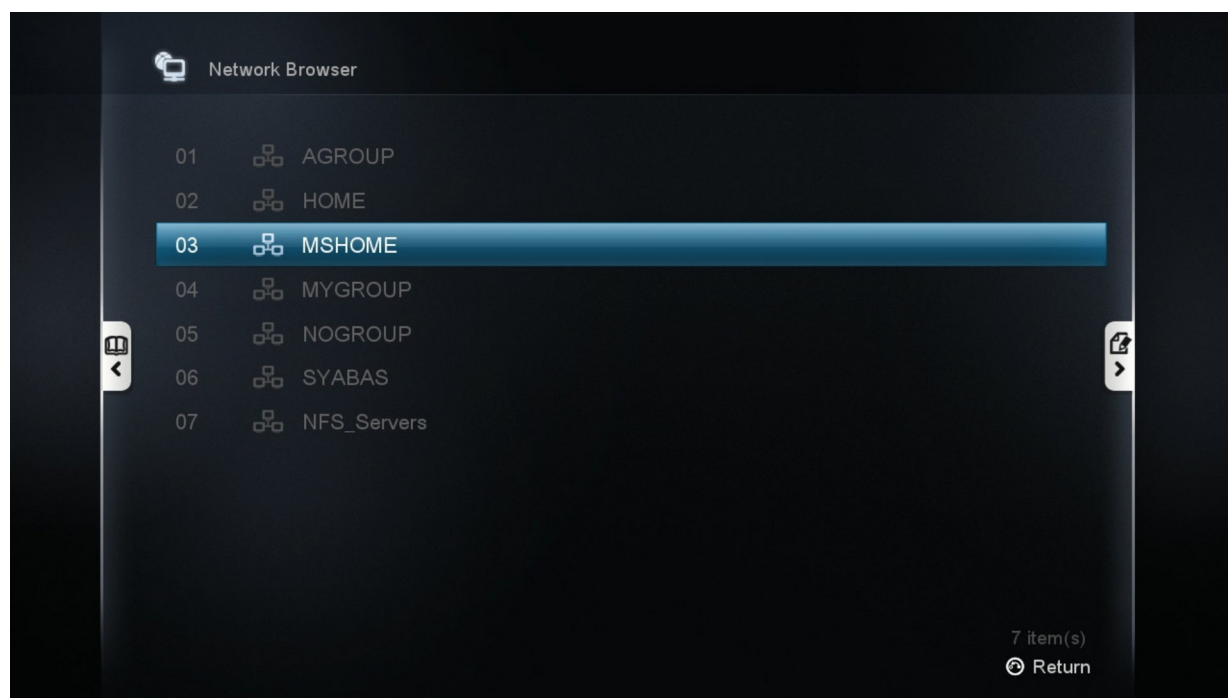 Network Browser
01 AGROUP
02 HOME
03 MSHOME
04 MYGROUP
05 NOGROUP
06 SYABAS
07 NFS_Servers
7 item(s)
Return